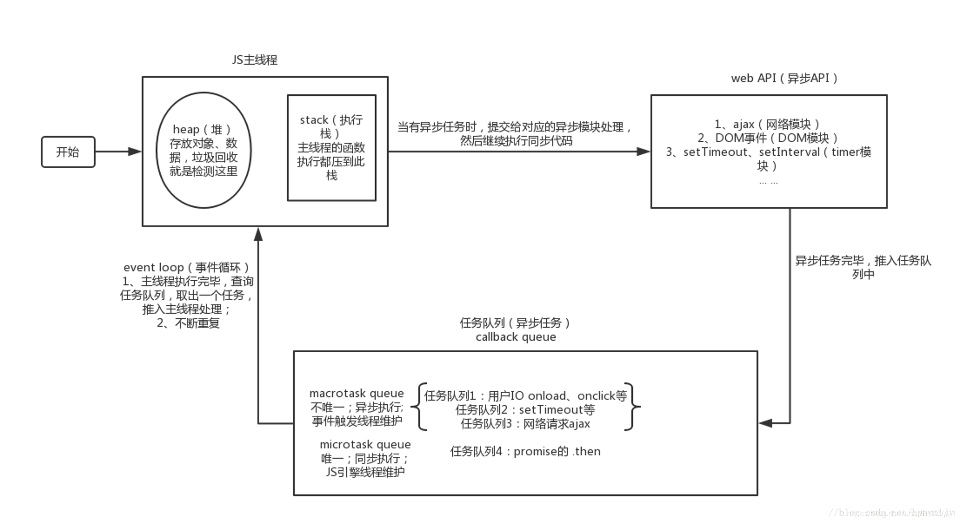 JS主线程
web API（异步API）
开始
heap（堆）
存放对象、数
据，垃圾回收
就是检测这里
stack（执行
栈）
主线程的函数
执行都压到此
栈
当有异步任务时，提交给对应的异步模块处理，
然后继续执行同步代码
1、ajax（网络模块）
2、DOM事件（DOM模块）
3、setTimeout、setInterval（timer模
块）
... ...
异步任务完毕，推入任务队
列中
event loop（事件循环）
1、主线程执行完毕，查询
任务队列，取出一个任务，
推入主线程处理；
2、不断重复
任务队列（异步任务）
callback queue
macrotask queue
不唯一；异步执行;
事件触发线程维护
任务队列1：用户IO onload、onclick等
任务队列2：setTimeout等
任务队列3：网络请求ajax
microtask queue
唯一；同步执行；
JS引擎线程维护
任务队列4：promise的 .then